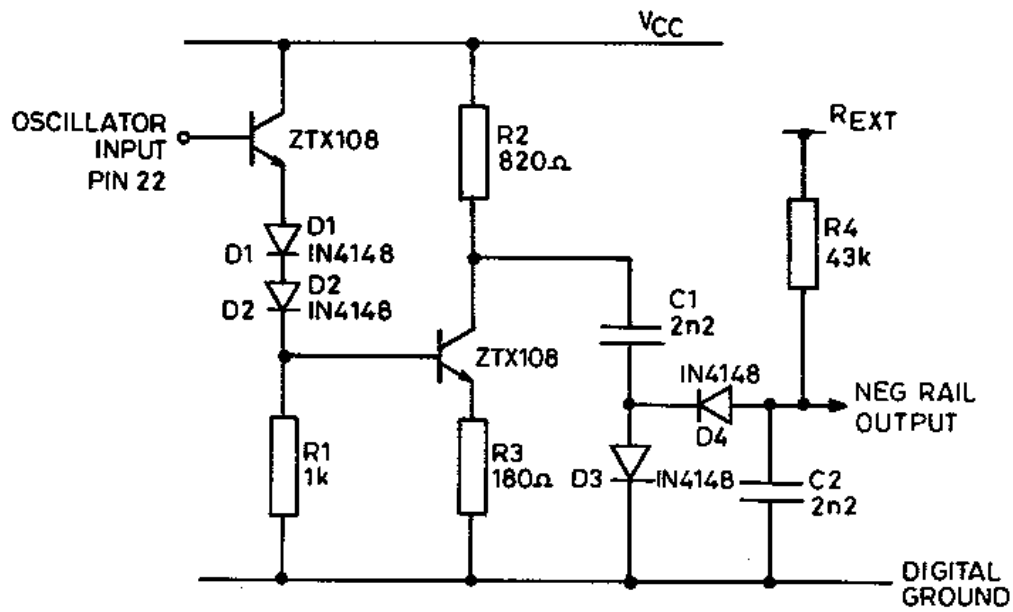 VCC
OSCILLATOR
INPUT
PIN 22
ZTX108
R2
820Ω
REXT
D1
D1
IN4148
D2
D2
IN4148
R4
43k
C1
2n2
ZTX108
IN4148
D4
NEG RAIL
OUTPUT
R1
1k
R3
180Ω
D3
IN4148
C2
2n2
DIGITAL
GROUND